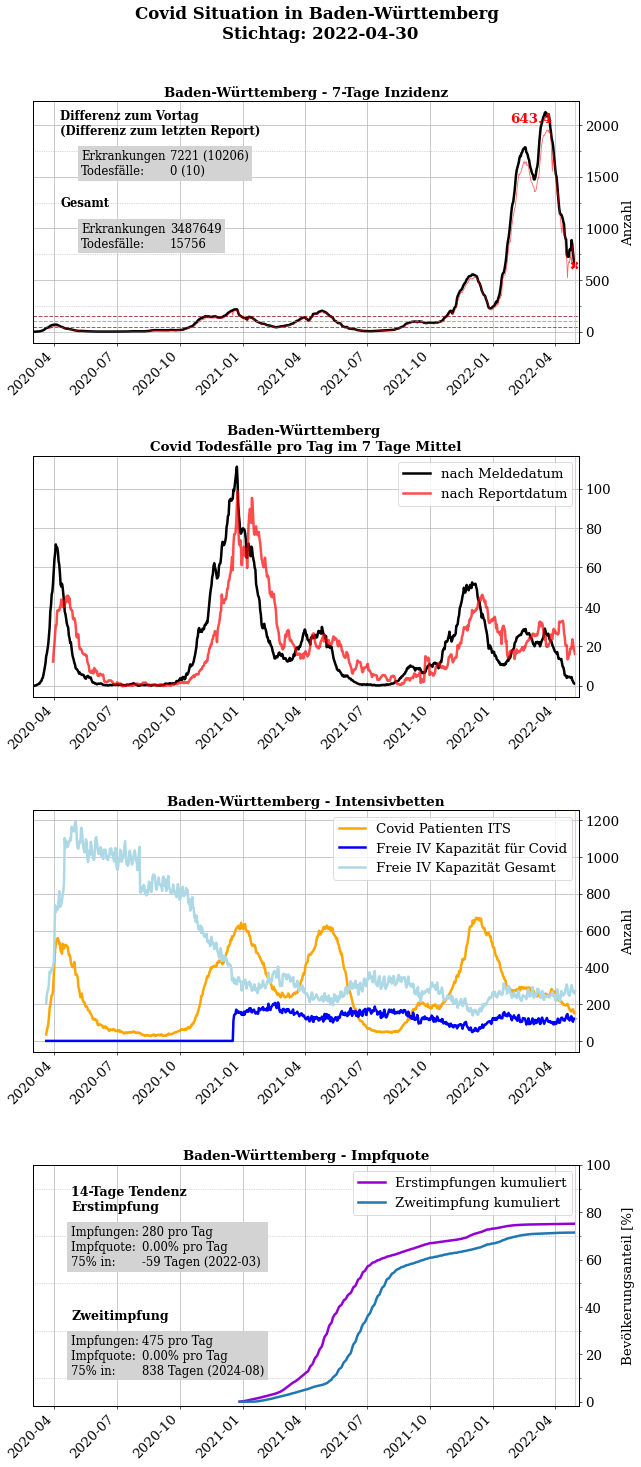 Covid Situation in Baden-Württemberg
Stichtag: 2022-04-30
Baden-Württemberg - 7-Tage Inzidenz
Differenz zum Vortag
(Differenz zum letzten Report)
Erkrankungen 7221 (10206)
Todesfälle: 0 (10)
Gesamt
Erkrankungen 3487649
Todesfälle: 15756
643.4
2000
1500
1000
500
0
Anzahl
2020-04 2020-07 2020-10 2021-01 2021-04 2021-07 2021-10 2022-01 2022-04
Baden-Württemberg
Covid Todesfälle pro Tag im 7 Tage Mittel
nach Meldedatum
nach Reportdatum
100
80
60
40
20
0
2020-04 2020-07 2020-10 2021-01 2021-04 2021-07 2021-10 2022-01 2022-04
Baden-Württemberg - Intensivbetten
Covid Patienten ITS
Freie IV Kapazität für Covid
Freie IV Kapazität Gesamt
1200
1000
800
600
400
200
0
Anzahl
2020-04 2020-07 2020-10 2021-01 2021-04 2021-07 2021-10 2022-01 2022-04
Baden-Württemberg - Impfquote
14-Tage Tendenz
Erstimpfung
Impfungen: 280 pro Tag
Impfquote: 0.00% pro Tag
75% in: -59 Tagen (2022-03)
Zweitimpfung
Impfungen: 475 pro Tag
Impfquote: 0.00% pro Tag
75% in: 838 Tagen (2024-08)
Erstimpfungen kumuliert
Zweitimpfung kumuliert
100
80
60
40
20
0
Bevölkerungsanteil [%]
2020-04 2020-07 2020-10 2021-01 2021-04 2021-07 2021-10 2022-01 2022-04